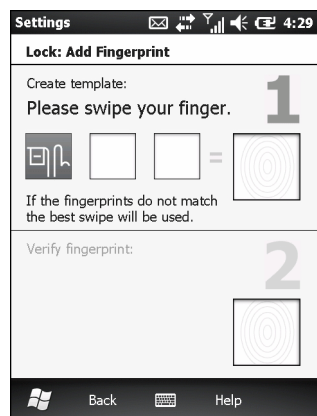 Settings 4:29
Lock: Add Fingerprint
Create template:
1
Please swipe your finger.
=
If the fingerprints do not match
the best swipe will be used.
Verify fingerprint:
2
Back Help